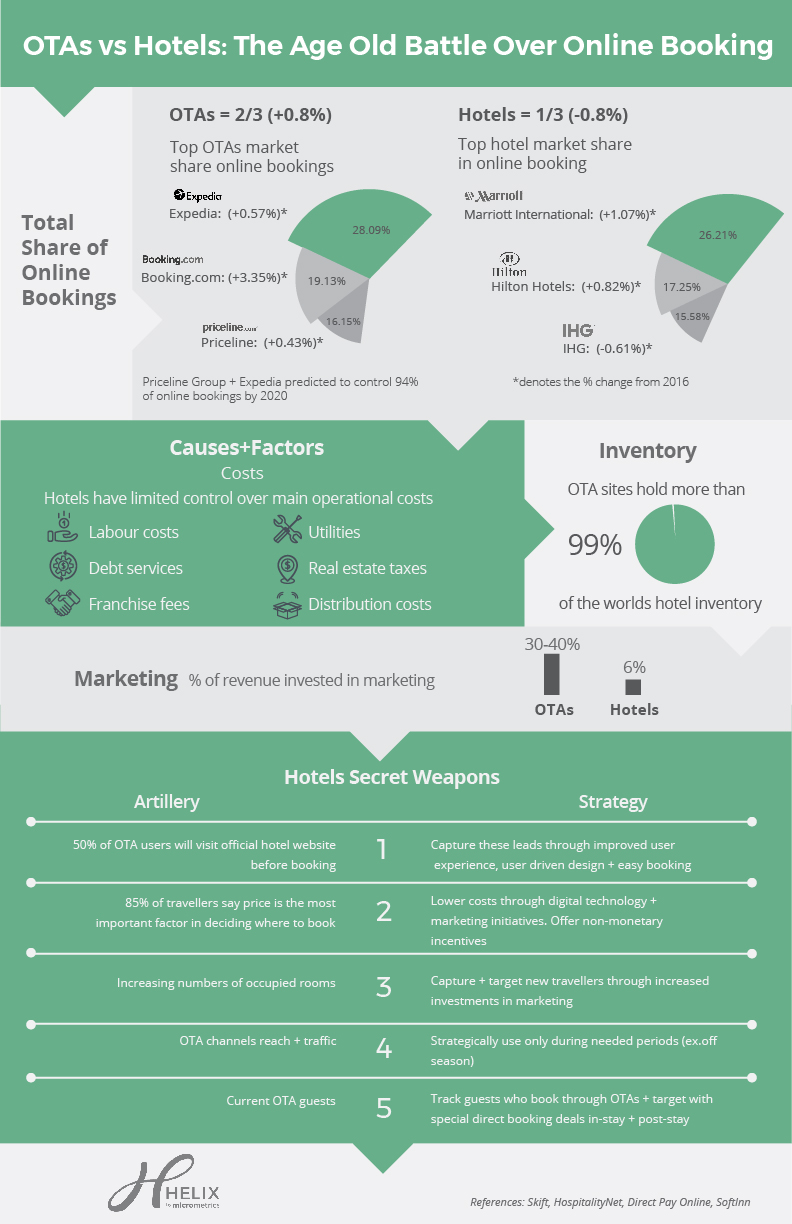 OTAs vs Hotels: The Age Old Battle Over Online Booking
Total
Share of
Online
Bookings
OTAs = 2/3 (+0.8%)
Top OTAs market
share online bookings
Expedia
Expedia: (+0.57%)*
Booking.com
Booking.com: (+3.35%)*
priceline.com
Priceline: (+0.43%)*
28.09%
19.13%
16.15%
Priceline Group + Expedia predicted to control 94%
of online bookings by 2020
Hotels = 1/3 (-0.8%)
Top hotel market share
in online booking
Marriott
Marriott International: (+1.07%)*
Hilton
Hilton Hotels: (+0.82%)*
IHG
IHG: (-0.61%)*
26.21%
17.25%
15.58%
*denotes the % change from 2016
Causes+Factors
Costs
Hotels have limited control over main operational costs
Labour costs
Utilities
Debt services
Real estate taxes
Franchise fees
Distribution costs
Inventory
OTA sites hold more than
99%
of the worlds hotel inventory
Marketing % of revenue invested in marketing
30-40%
OTAs
6%
Hotels
Hotels Secret Weapons
Artillery
Strategy
50% of OTA users will visit official hotel website
before booking
1
Capture these leads through improved user
experience, user driven design + easy booking
85% of travellers say price is the most
important factor in deciding where to book
2
Lower costs through digital technology +
marketing initiatives. Offer non-monetary
incentives
Increasing numbers of occupied rooms
3
Capture + target new travellers through increased
investments in marketing
OTA channels reach + traffic
4
Strategically use only during needed periods (ex.off
season)
Current OTA guests
5
Track guests who book through OTAs + target with
special direct booking deals in-stay + post-stay
HELIX
by micrometrics
References: Skift, HospitalityNet, Direct Pay Online, SoftInn